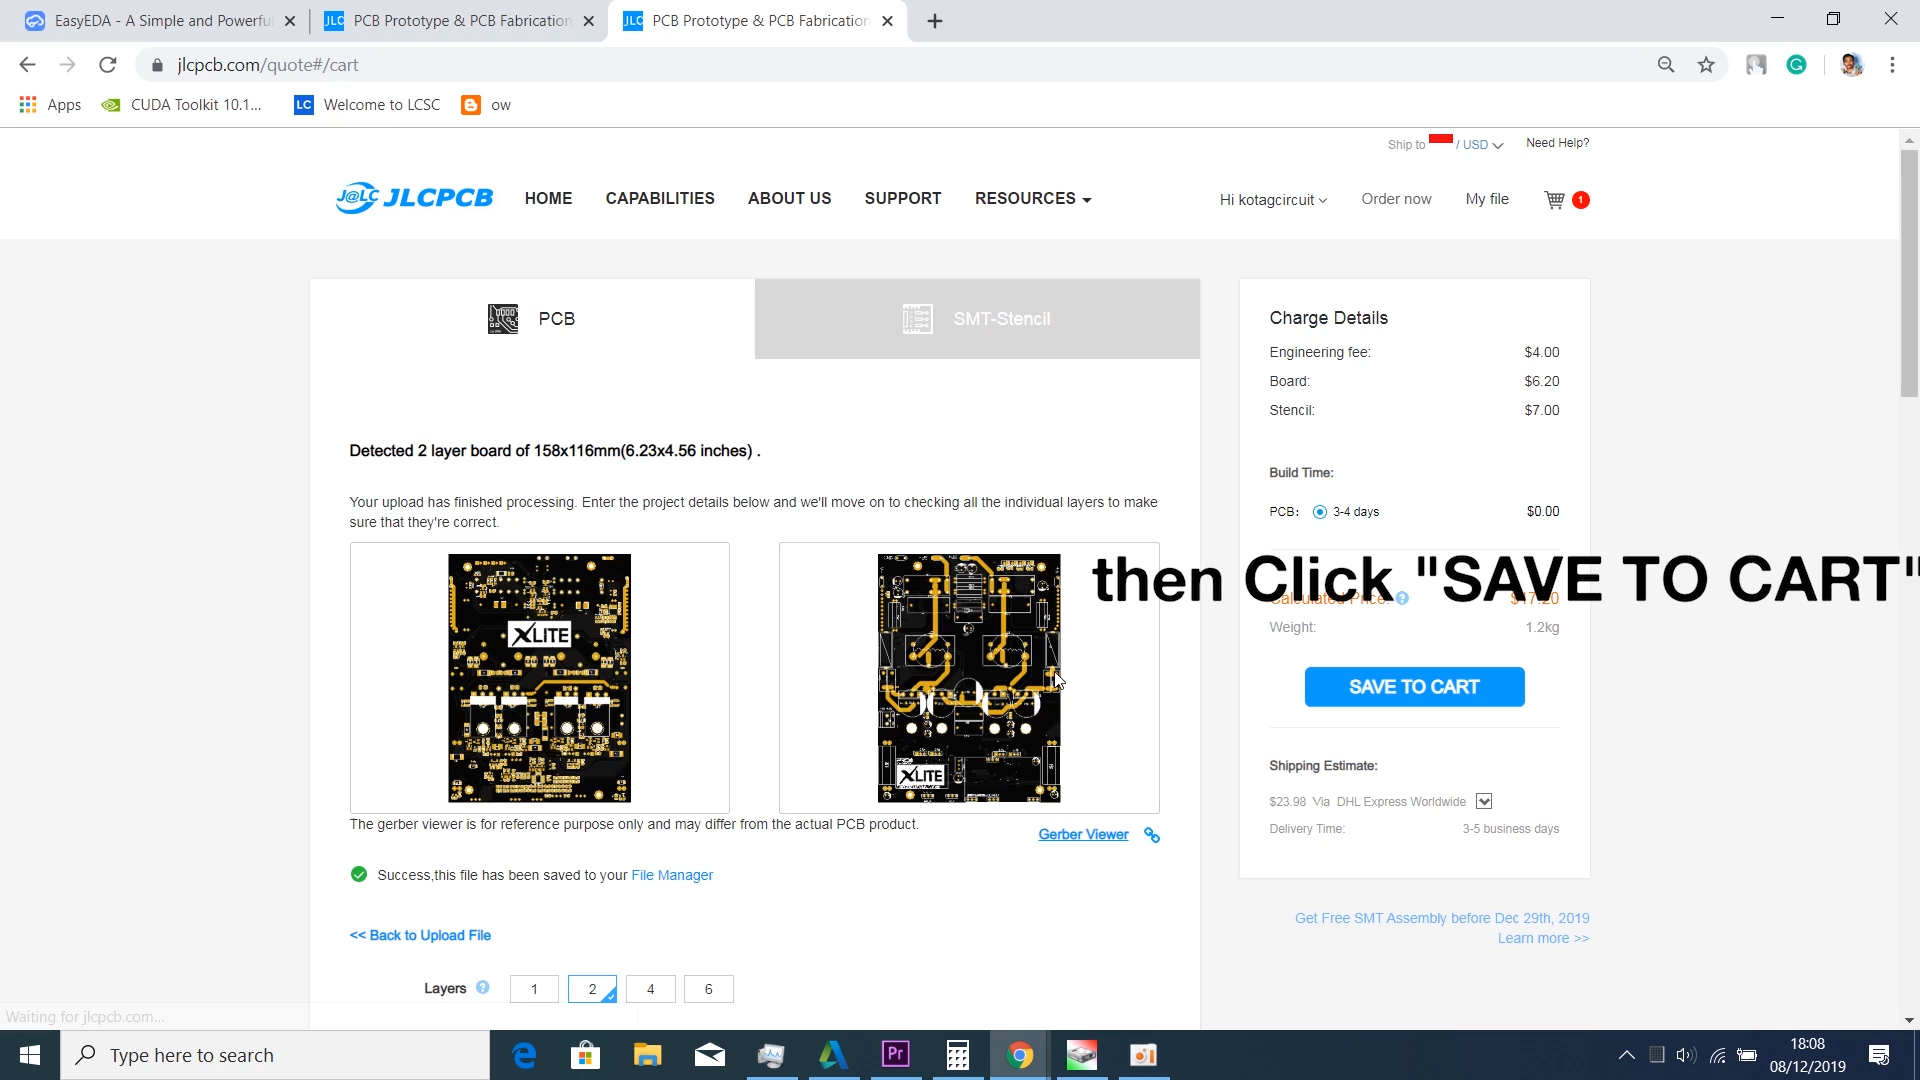 EasyEDA - A Simple and Powerfu
JLC PCB Prototype & PCB Fabrication
JLC PCB Prototype & PCB Fabrication
jlcpcb.com/quote#/cart
Apps
CUDA Toolkit 10.1...
LC Welcome to LCSC
ow
Ship to / USD
Need Help?
J@LC JLCPCB
HOME
CAPABILITIES
ABOUT US
SUPPORT
RESOURCES
Hi kotagcircuit
Order now
My file
1
PCB
SMT-Stencil
Detected 2 layer board of 158x116mm(6.23x4.56 inches) .
Your upload has finished processing. Enter the project details below and we'll move on to checking all the individual layers to make
sure that they're correct.
XLITE
XLITE
The gerber viewer is for reference purpose only and may differ from the actual PCB product.
Gerber Viewer
Success,this file has been saved to your File Manager
<< Back to Upload File
Layers
1
2
4
6
Charge Details
Engineering fee: $4.00
Board: $6.20
Stencil: $7.00
Build Time:
PCB: 3-4 days $0.00
then Click "SAVE TO CART"
Calculated Price: $17.20
Weight: 1.2kg
SAVE TO CART
Shipping Estimate:
$23.98 Via DHL Express Worldwide
Delivery Time: 3-5 business days
Get Free SMT Assembly before Dec 29th, 2019
Learn more >>
Waiting for jlcpcb.com...
Type here to search
Pr
18:08
08/12/2019